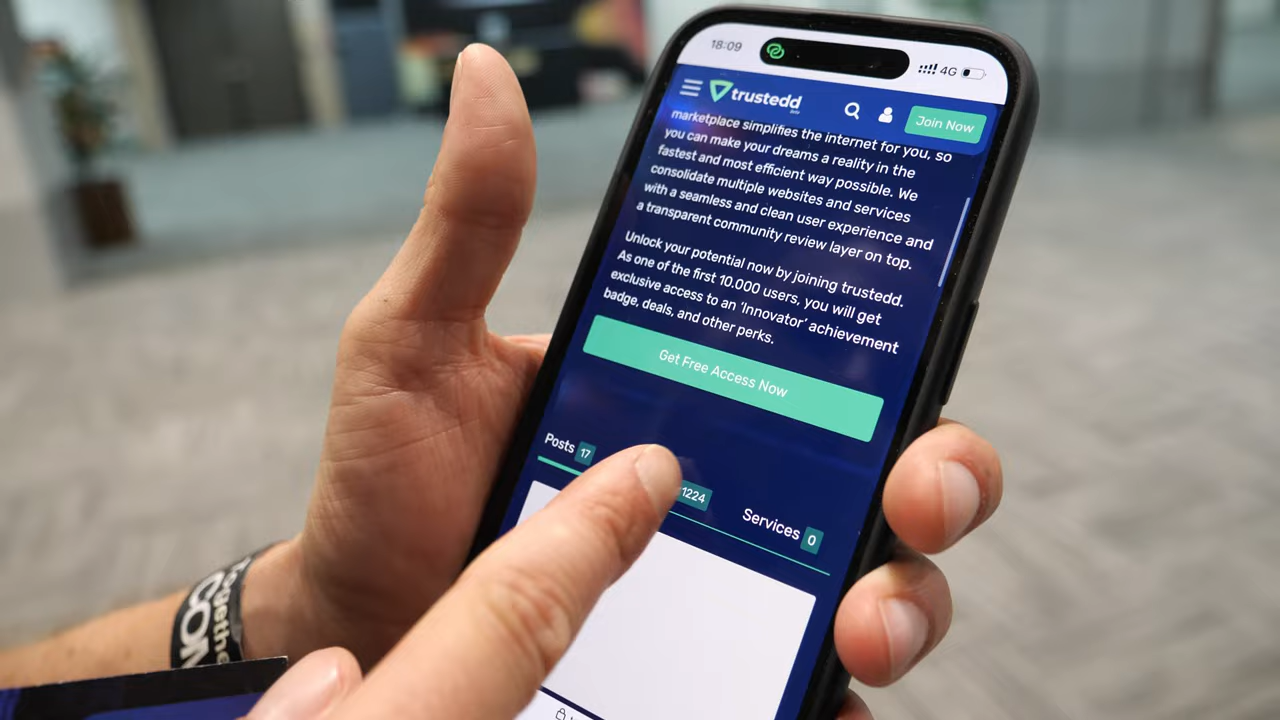 18:09
4G
trustedd
Join Now
marketplace simplifies the internet for you, so
you can make your dreams a reality in the
fastest and most efficient way possible. We
consolidate multiple websites and services
with a seamless and clean user experience and
a transparent community review layer on top.
Unlock your potential now by joining trustedd.
As one of the first 10.000 users, you will get
exclusive access to an 'Innovator' achievement
badge, deals, and other perks.
Get Free Access Now
Posts 17
1224
Services 0